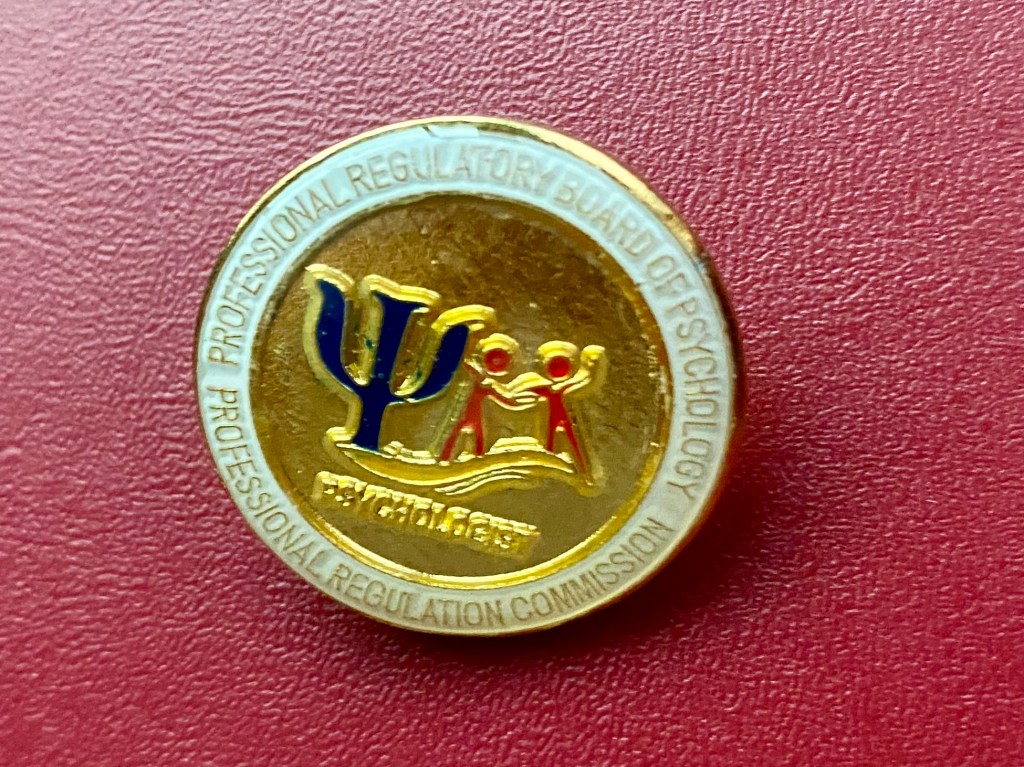 PROFESSIONAL REGULATORY BOARD OF PSYCHOLOGY
Ψ
PSYCHOLOGIST
PROFESSIONAL REGULATION COMMISSION